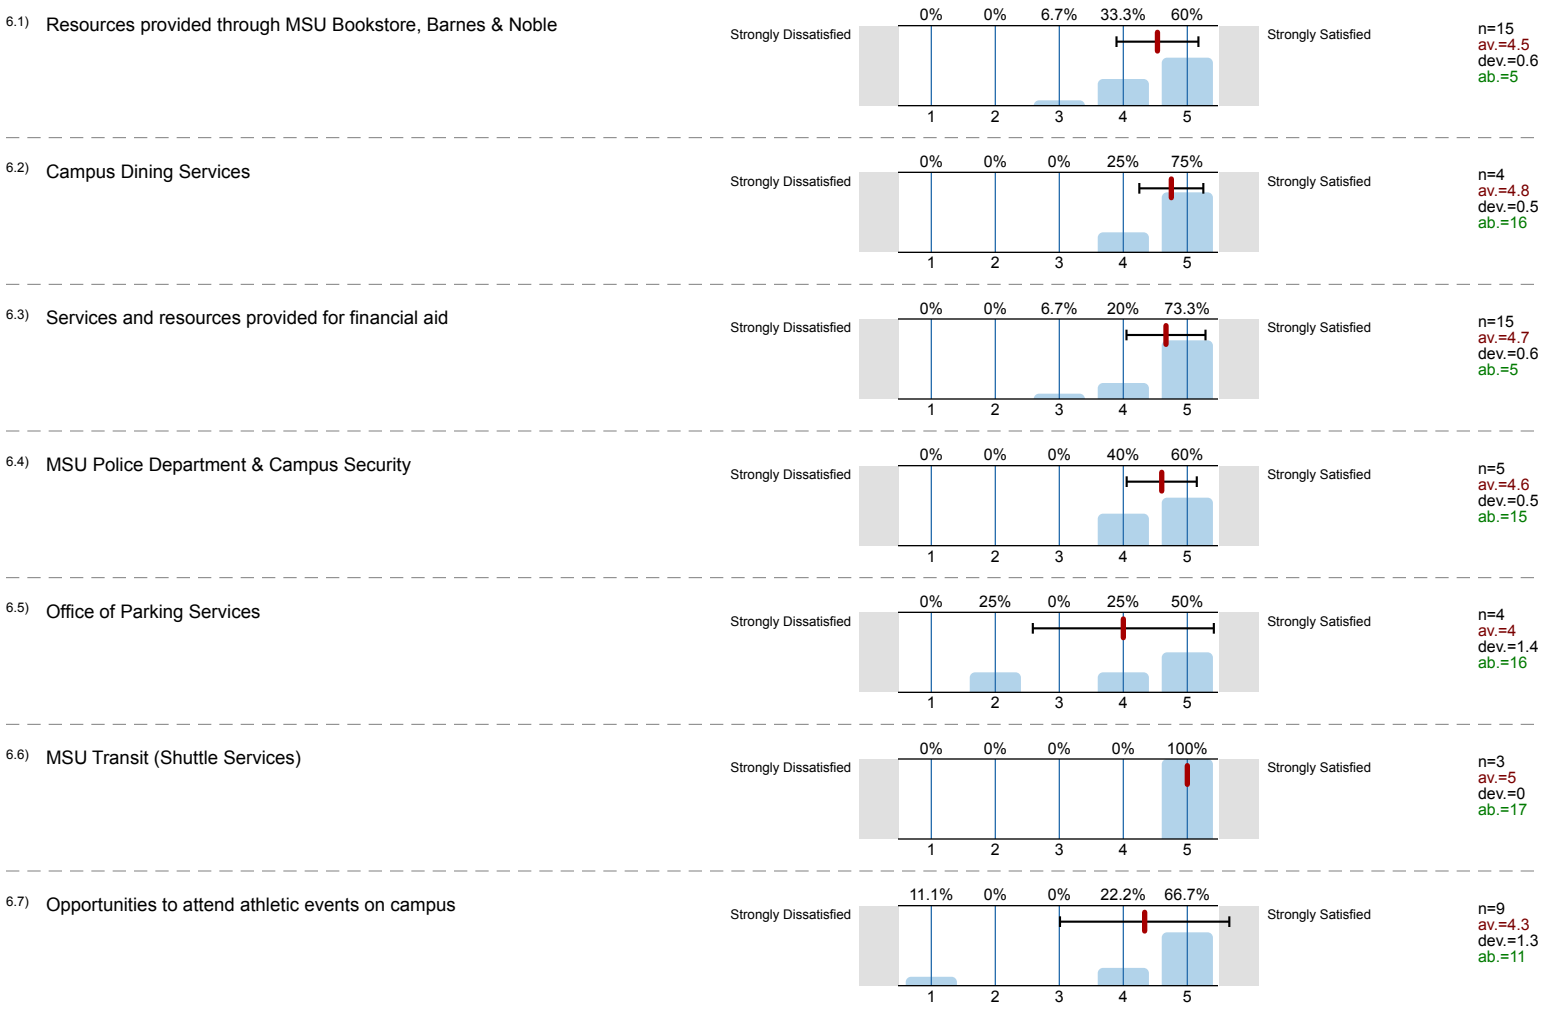 6.1) Resources provided through MSU Bookstore, Barnes & Noble
0% 0% 6.7% 33.3% 60%
Strongly Dissatisfied Strongly Satisfied
1 2 3 4 5
n=15
av.=4.5
dev.=0.6
ab.=5
6.2) Campus Dining Services
0% 0% 0% 25% 75%
Strongly Dissatisfied Strongly Satisfied
1 2 3 4 5
n=4
av.=4.8
dev.=0.5
ab.=16
6.3) Services and resources provided for financial aid
0% 0% 6.7% 20% 73.3%
Strongly Dissatisfied Strongly Satisfied
1 2 3 4 5
n=15
av.=4.7
dev.=0.6
ab.=5
6.4) MSU Police Department & Campus Security
0% 0% 0% 40% 60%
Strongly Dissatisfied Strongly Satisfied
1 2 3 4 5
n=5
av.=4.6
dev.=0.5
ab.=15
6.5) Office of Parking Services
0% 25% 0% 25% 50%
Strongly Dissatisfied Strongly Satisfied
1 2 3 4 5
n=4
av.=4
dev.=1.4
ab.=16
6.6) MSU Transit (Shuttle Services)
0% 0% 0% 0% 100%
Strongly Dissatisfied Strongly Satisfied
1 2 3 4 5
n=3
av.=5
dev.=0
ab.=17
6.7) Opportunities to attend athletic events on campus
11.1% 0% 0% 22.2% 66.7%
Strongly Dissatisfied Strongly Satisfied
1 2 3 4 5
n=9
av.=4.3
dev.=1.3
ab.=11